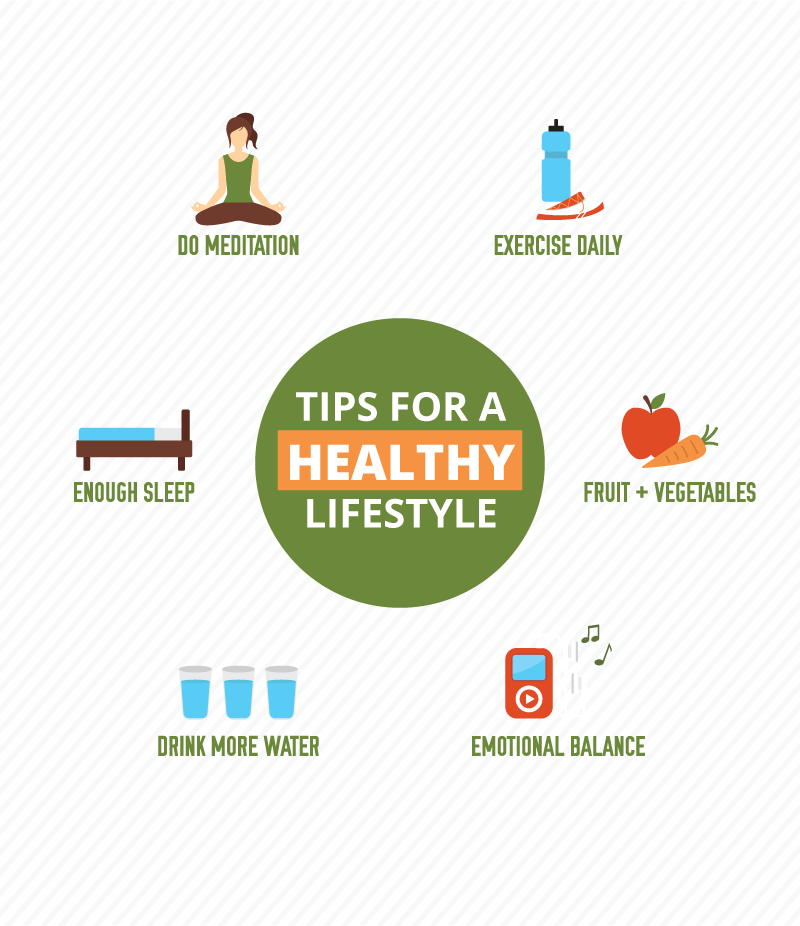 DO MEDITATION
EXERCISE DAILY
TIPS FOR A
HEALTHY
LIFESTYLE
ENOUGH SLEEP
FRUIT + VEGETABLES
DRINK MORE WATER
EMOTIONAL BALANCE